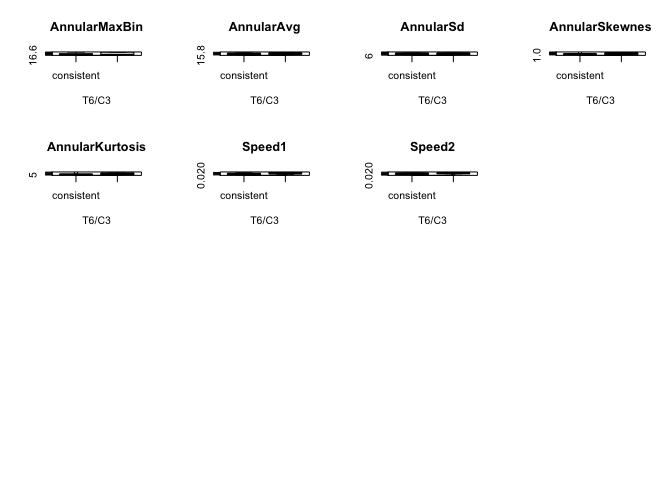 AnnularMaxBin AnnularAvg AnnularSd AnnularSkewnes
16.6 15.8 6 1.0
consistent consistent consistent consistent
T6/C3 T6/C3 T6/C3 T6/C3
AnnularKurtosis Speed1 Speed2
5 0.020 0.020
consistent consistent consistent
T6/C3 T6/C3 T6/C3